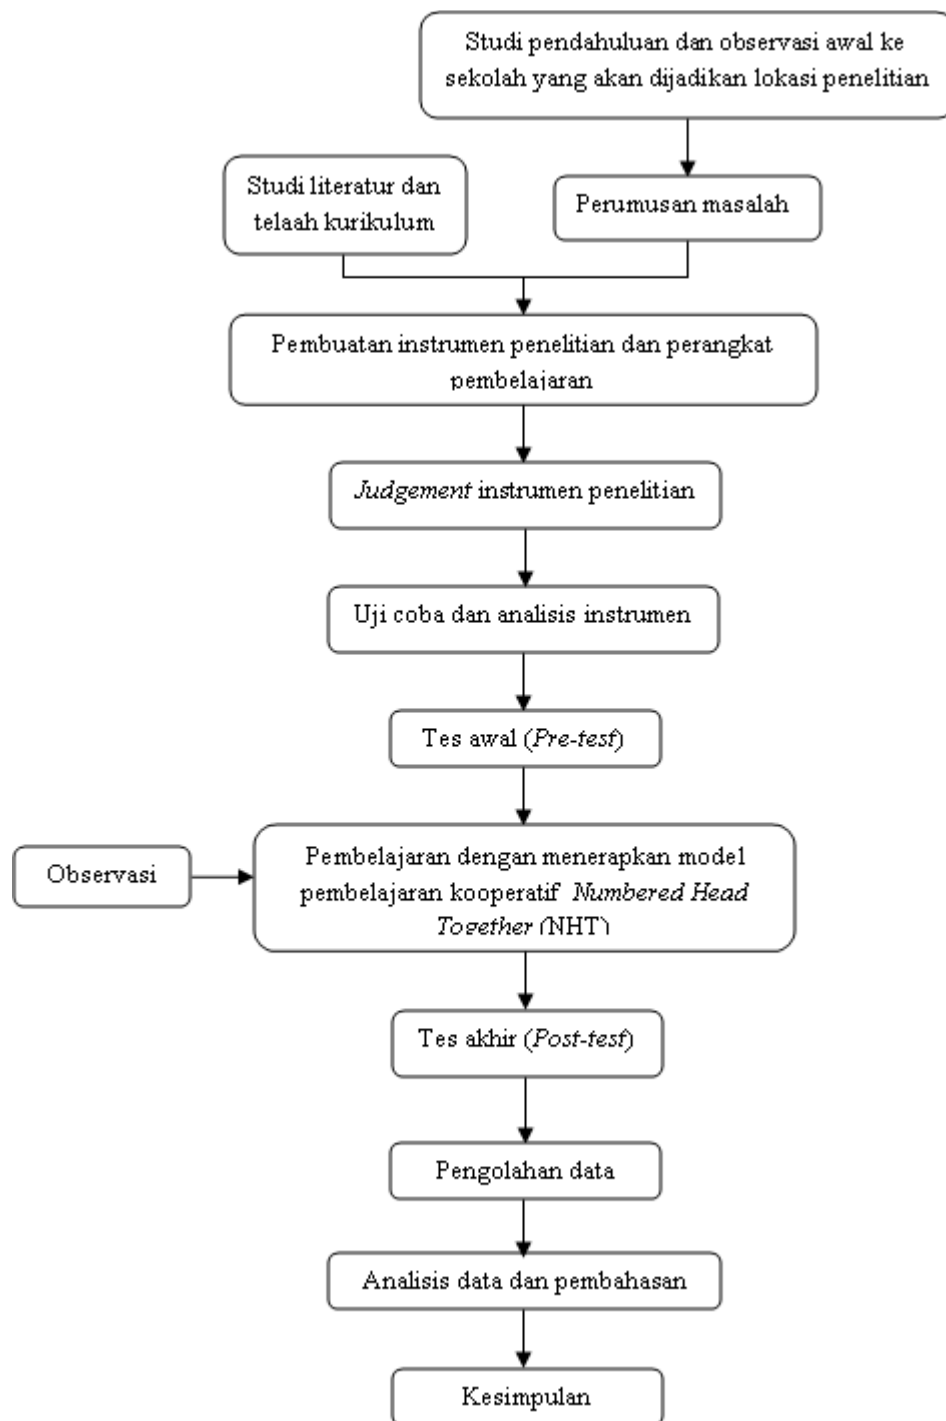 Studi pendahuluan dan observasi awal ke
sekolah yang akan dijadikan lokasi penelitian
Studi literatur dan
telaah kurikulum
Perumusan masalah
Pembuatan instrumen penelitian dan perangkat
pembelajaran
Judgement instrumen penelitian
Uji coba dan analisis instrumen
Tes awal (Pre-test)
Observasi
Pembelajaran dengan menerapkan model
pembelajaran kooperatif Numbered Head
Together (NHT)
Tes akhir (Post-test)
Pengolahan data
Analisis data dan pembahasan
Kesimpulan